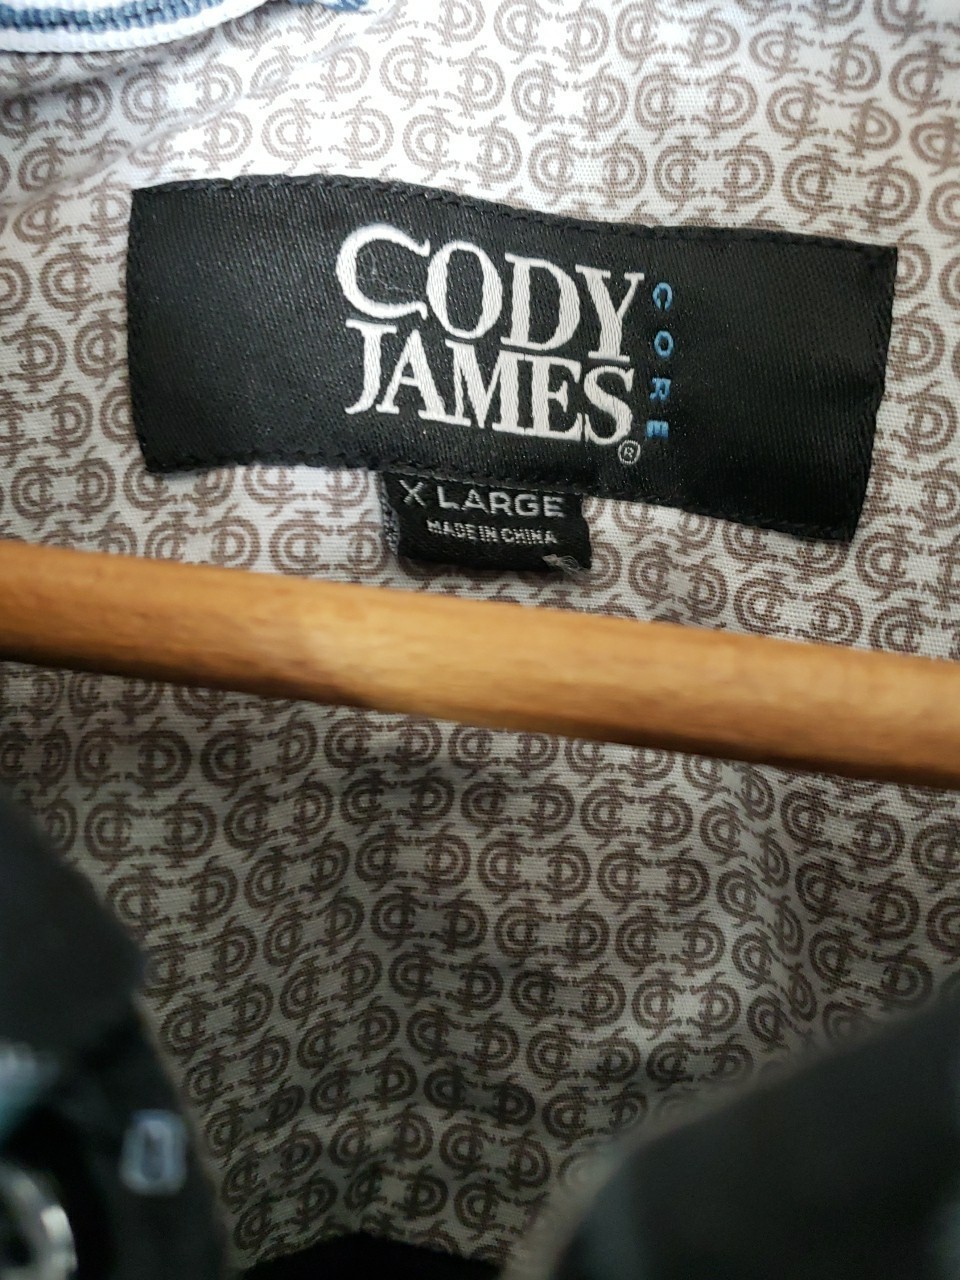 CODY
JAMES®
CORE
X LARGE
MADE IN CHINA